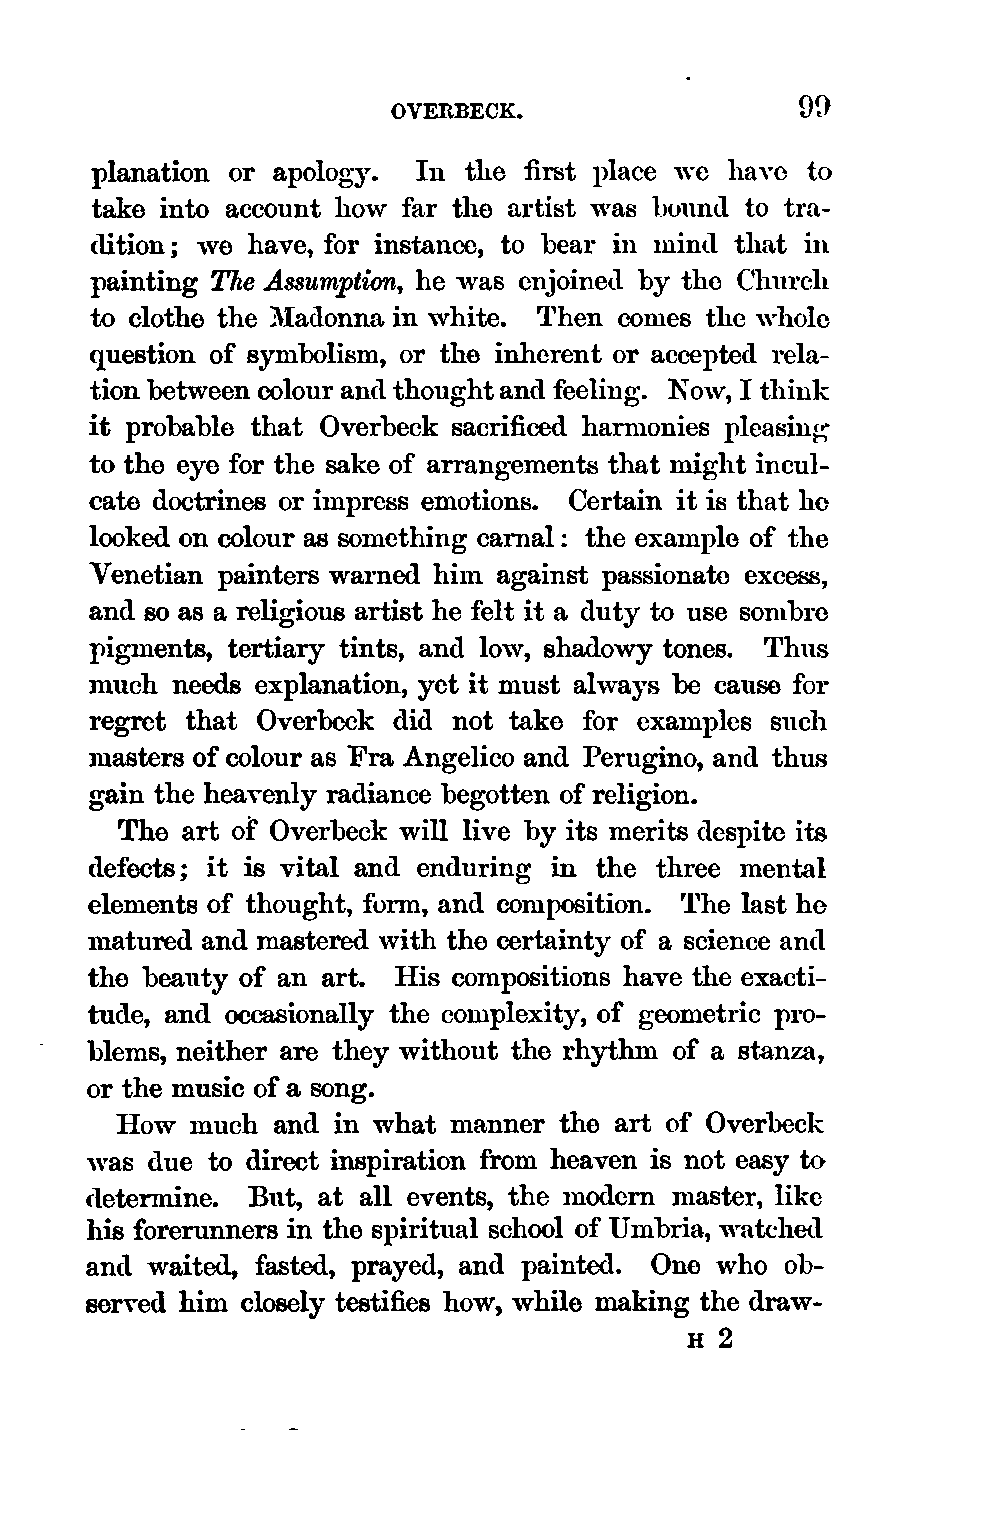 OVERBECK. 99
planation or apology. In the first place we have to
take into account how far the artist was bound to tra-
dition; we have, for instance, to bear in mind that in
painting The Assumption, he was enjoined by the Church
to clothe the Madonna in white. Then comes the whole
question of symbolism, or the inherent or accepted rela-
tion between colour and thought and feeling. Now, I think
it probable that Overbeck sacrificed harmonies pleasing
to the eye for the sake of arrangements that might incul-
cate doctrines or impress emotions. Certain it is that he
looked on colour as something carnal: the example of the
Venetian painters warned him against passionate excess,
and so as a religious artist he felt it a duty to use sombre
pigments, tertiary tints, and low, shadowy tones. Thus
much needs explanation, yet it must always be cause for
regret that Overbeck did not take for examples such
masters of colour as Fra Angelico and Perugino, and thus
gain the heavenly radiance begotten of religion.
The art of Overbeck will live by its merits despite its
defects; it is vital and enduring in the three mental
elements of thought, form, and composition. The last he
matured and mastered with the certainty of a science and
the beauty of an art. His compositions have the exacti-
tude, and occasionally the complexity, of geometric pro-
blems, neither are they without the rhythm of a stanza,
or the music of a song.
How much and in what manner the art of Overbeck
was due to direct inspiration from heaven is not easy to
determine. But, at all events, the modern master, like
his forerunners in the spiritual school of Umbria, watched
and waited, fasted, prayed, and painted. One who ob-
served him closely testifies how, while making the draw-
H 2